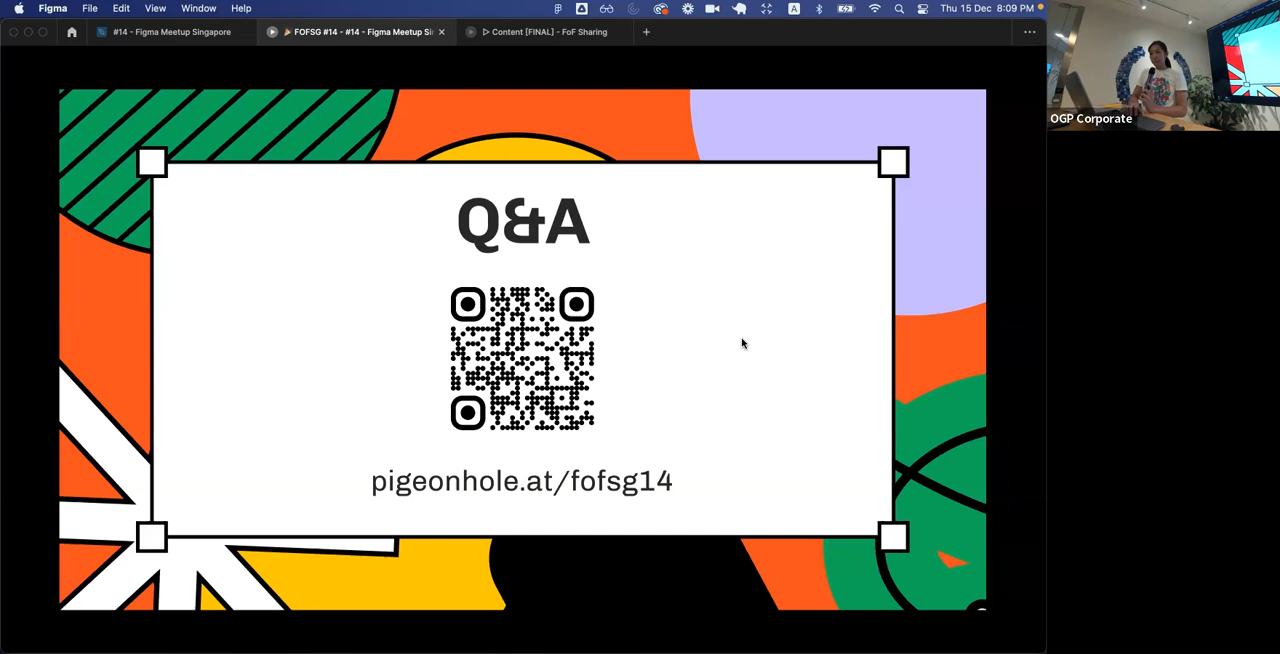 Figma File Edit View Window Help
A
Thu 15 Dec 8:09 PM
#14 - Figma Meetup Singapore
FOFSG #14 - #14 - Figma Meetup Si
Content [FINAL] - FoF Sharing
OGP Corporate
Q&A
pigeonhole.at/fofsg14